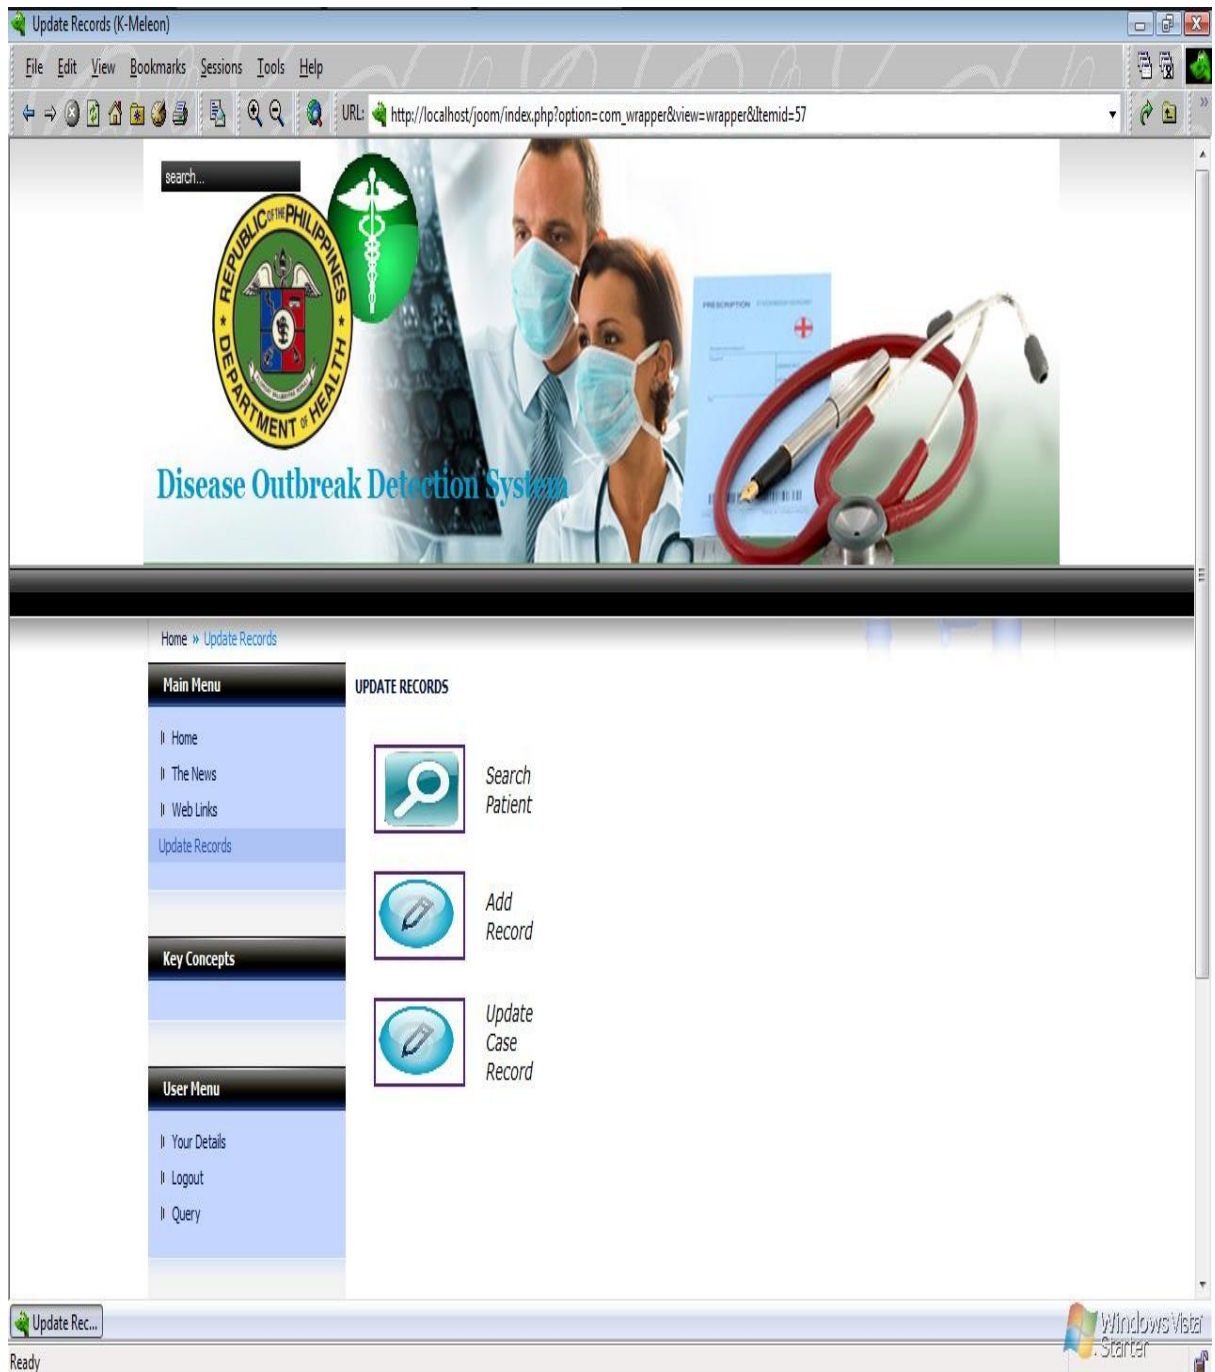 Update Records (K-Meleon)
File Edit View Bookmarks Sessions Tools Help
URL: http://localhost/joom/index.php?option=com_wrapper&view=wrapper&Itemid=57
search...
REPUBLIC OF THE PHILIPPINES
DEPARTMENT OF HEALTH
PRESCRIPTION
Disease Outbreak Detection System
Home » Update Records
Main Menu
Home
The News
Web Links
Update Records
Key Concepts
User Menu
Your Details
Logout
Query
UPDATE RECORDS
Search
Patient
Add
Record
Update
Case
Record
Update Rec...
Windows Vista
Starter
Ready